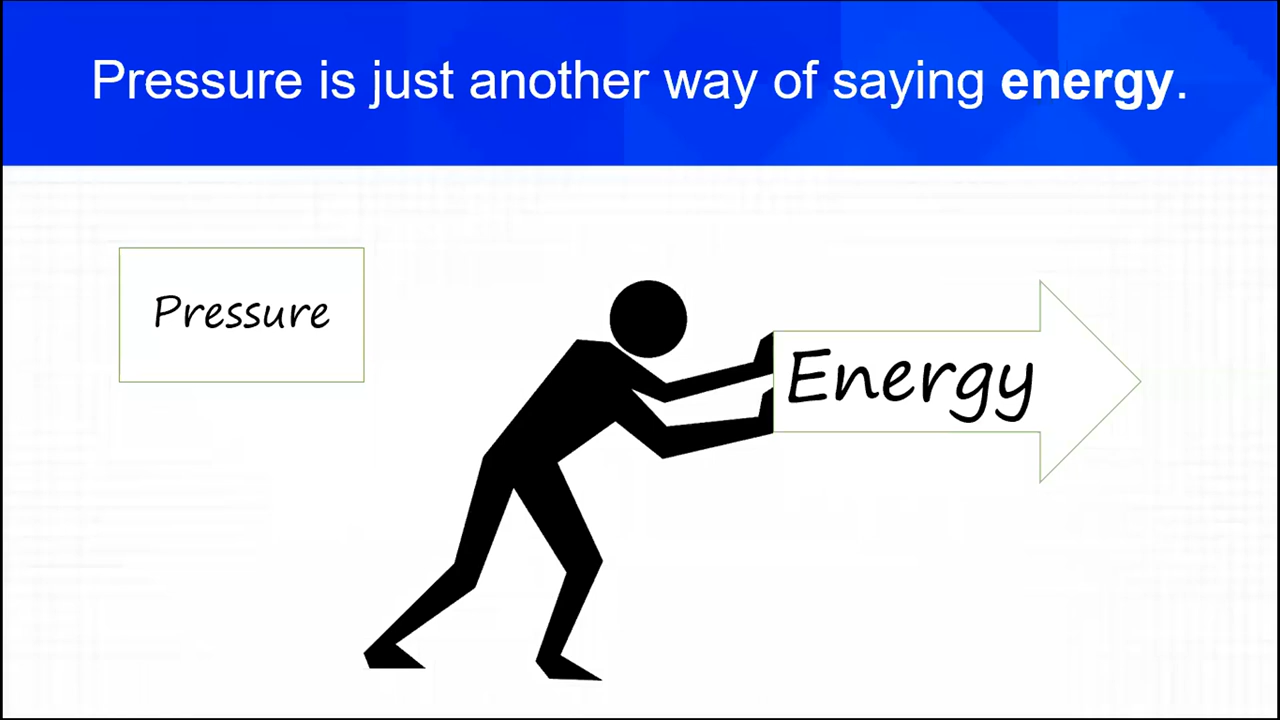 Pressure is just another way of saying energy.
Pressure
Energy